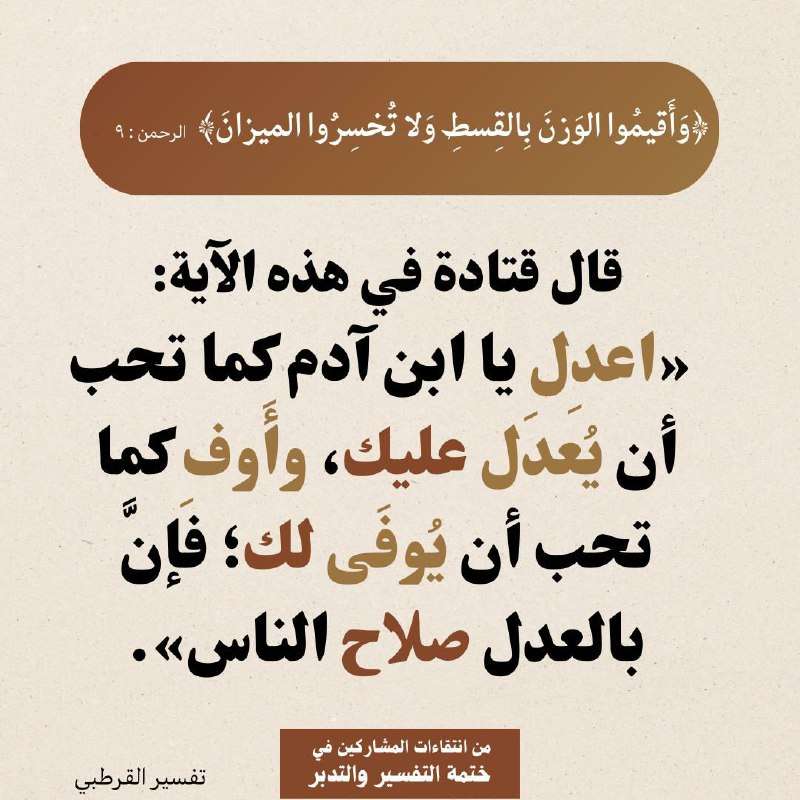 ﴿وَأَقيمُوا الوَزنَ بِالقِسطِ وَلا تُخسِرُوا الميزانَ﴾ الرحمن: ٩
قال قتادة في هذه الآية:
«اعدل يا ابن آدم كما تحب
أن يُعدَل عليك، وأَوفِ كما
تحب أن يُوفَى لك؛ فإنَّ
بالعدل صلاح الناس».
من انتقاءات المشاركين في
ختمة التفسير والتدبر
تفسير القرطبي